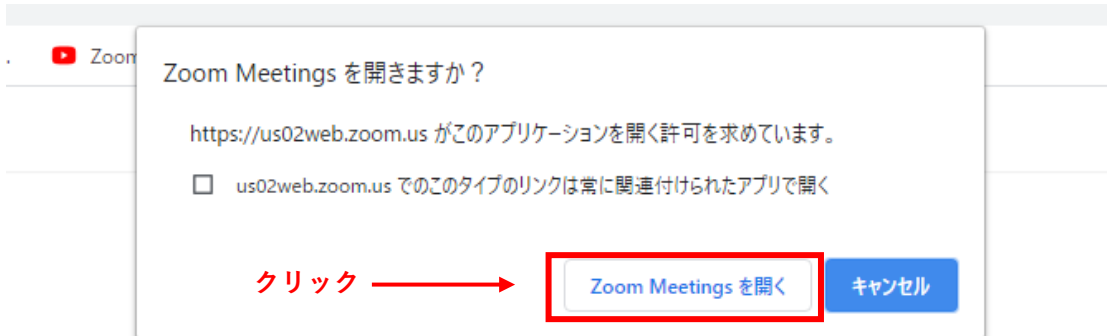 Zoom
Zoom Meetings を開きますか？
https://us02web.zoom.us がこのアプリケーションを開く許可を求めています。
us02web.zoom.us でのこのタイプのリンクは常に関連付けられたアプリで開く
クリック
Zoom Meetings を開く
キャンセル